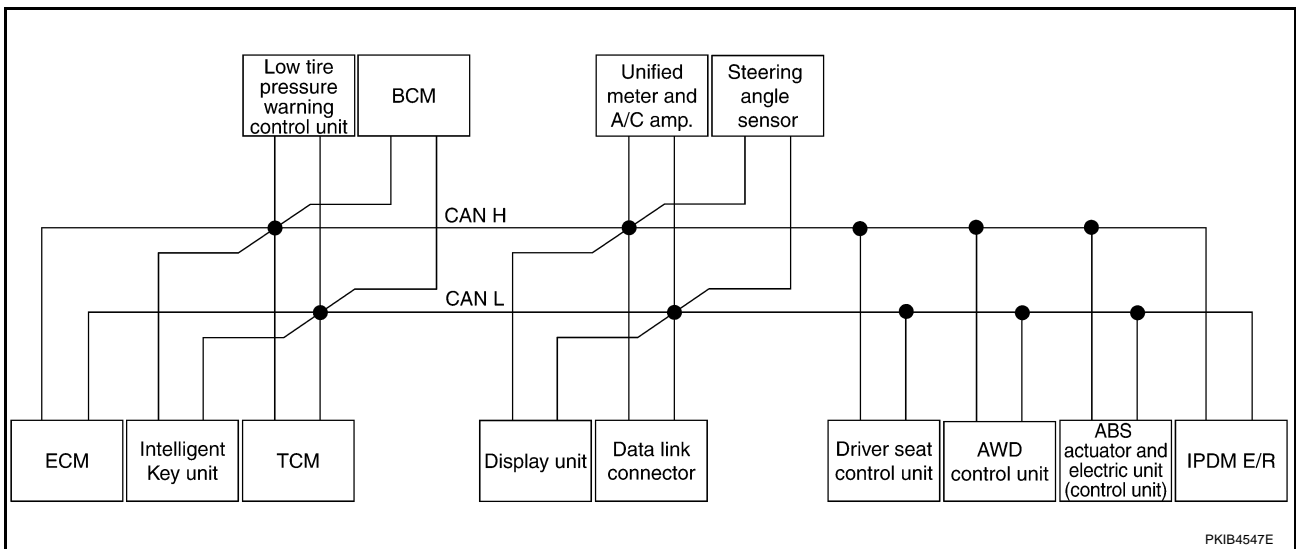 Low tire
pressure
warning
control unit
BCM
Unified
meter and
A/C amp.
Steering
angle
sensor
CAN H
CAN L
ECM
Intelligent
Key unit
TCM
Display unit
Data link
connector
Driver seat
control unit
AWD
control unit
ABS
actuator and
electric unit
(control unit)
IPDM E/R
PKIB4547E